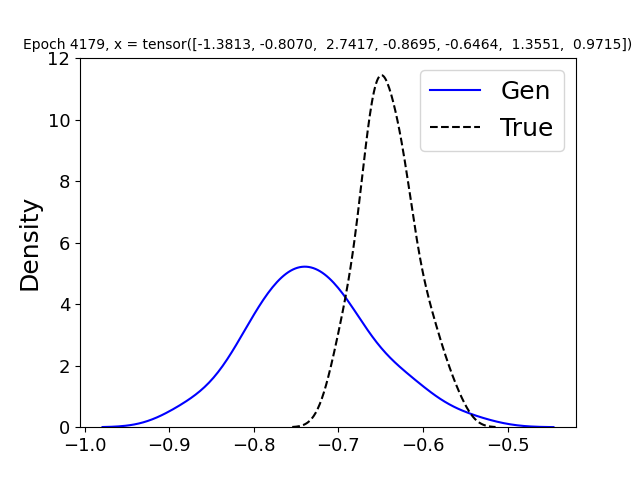 Epoch 4179, x = tensor([-1.3813, -0.8070,  2.7417, -0.8695, -0.6464,  1.3551,  0.9715])
Gen
True
Density
12
10
8
6
4
2
0
−1.0 −0.9 −0.8 −0.7 −0.6 −0.5